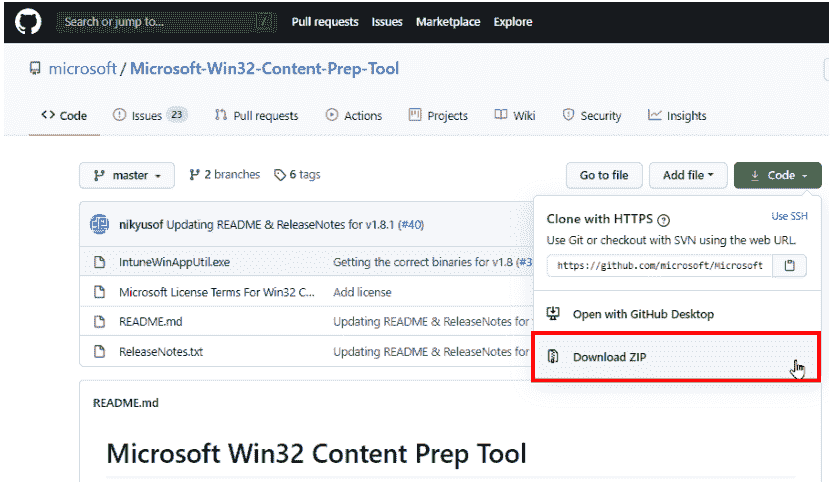 Search or jump to... / Pull requests Issues Marketplace Explore
microsoft / Microsoft-Win32-Content-Prep-Tool
Code Issues 23 Pull requests Actions Projects Wiki Security Insights
master 2 branches 6 tags Go to file Add file Code
nikyusof Updating README & ReleaseNotes for v1.8.1 (#40)
IntuneWinAppUtil.exe Getting the correct binaries for v1.8 (#3
Microsoft License Terms For Win32 C... Add license
README.md Updating README & ReleaseNotes for
ReleaseNotes.txt Updating README & ReleaseNotes for
Clone with HTTPS ? Use SSH
Use Git or checkout with SVN using the web URL.
https://github.com/microsoft/Microsoft
Open with GitHub Desktop
Download ZIP
README.md
Microsoft Win32 Content Prep Tool